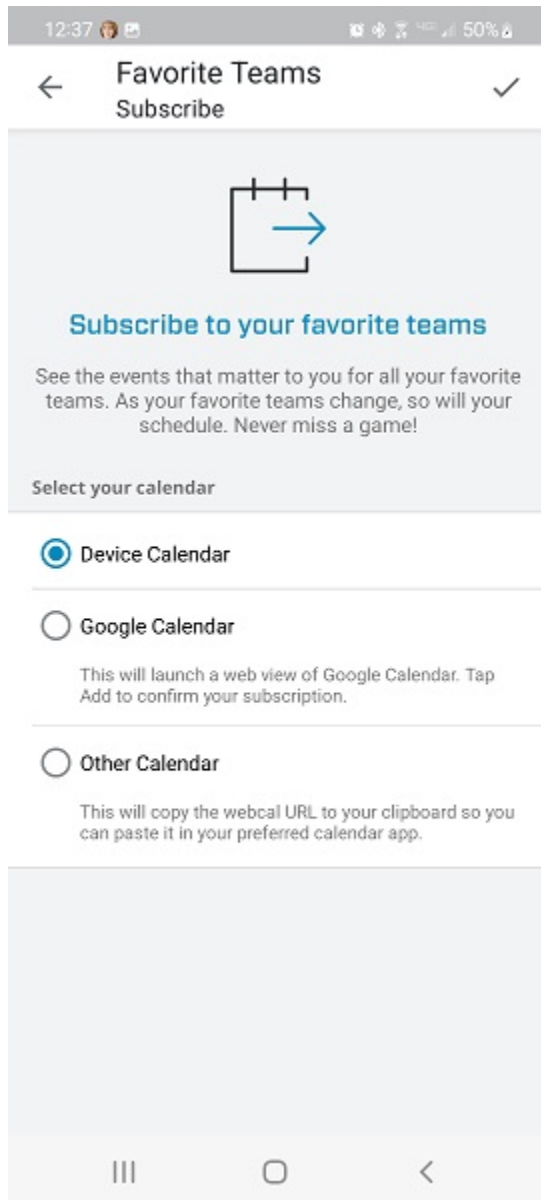 12:37
50%
Favorite Teams
Subscribe
Subscribe to your favorite teams
See the events that matter to you for all your favorite
teams. As your favorite teams change, so will your
schedule. Never miss a game!
Select your calendar
Device Calendar
Google Calendar
This will launch a web view of Google Calendar. Tap
Add to confirm your subscription.
Other Calendar
This will copy the webcal URL to your clipboard so you
can paste it in your preferred calendar app.